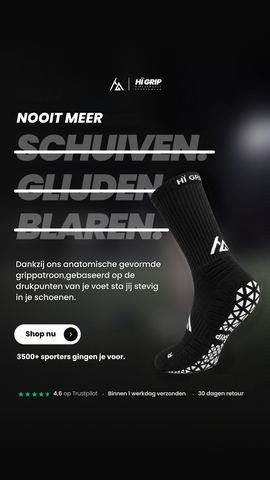 HÏ GRIP
NOOIT MEER
SCHUIVEN.
GLIJDEN.
BLAREN.
HÏ GRIP
Dankzij ons anatomische gevormde
grippatroon,gebaseerd op de
drukpunten van je voet sta jij stevig
in je schoenen.
Shop nu
3500+ sporters gingen je voor.
4,6 op Trustpilot . Binnen 1 werkdag verzonden . 30 dagen retour